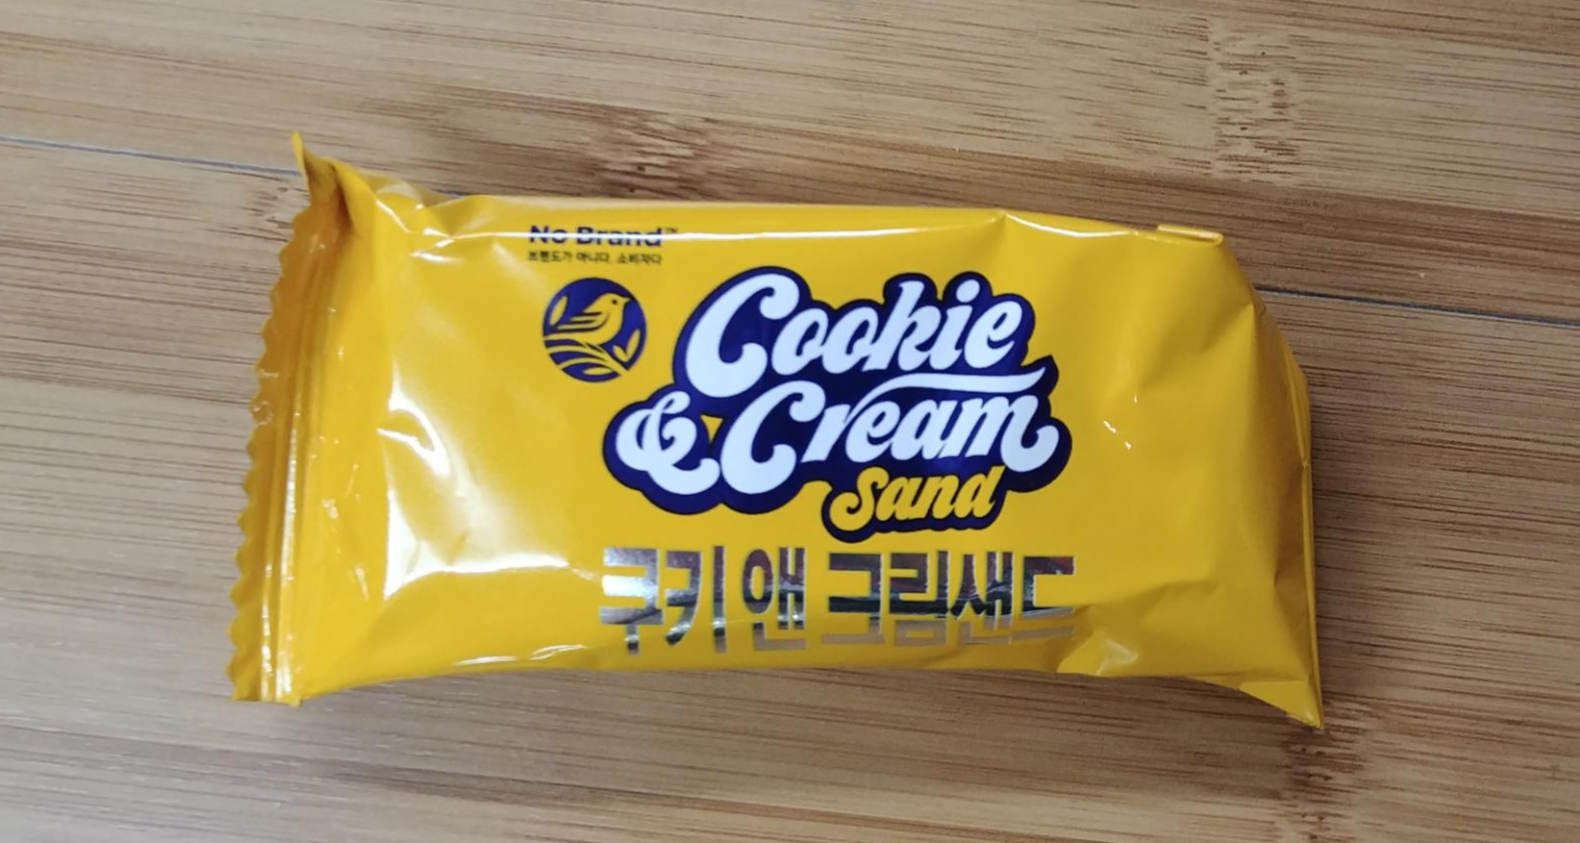 No Brand™
브랜드가 아니다. 소비자다
Cookie
& Cream
Sand
쿠키 앤 크림샌드